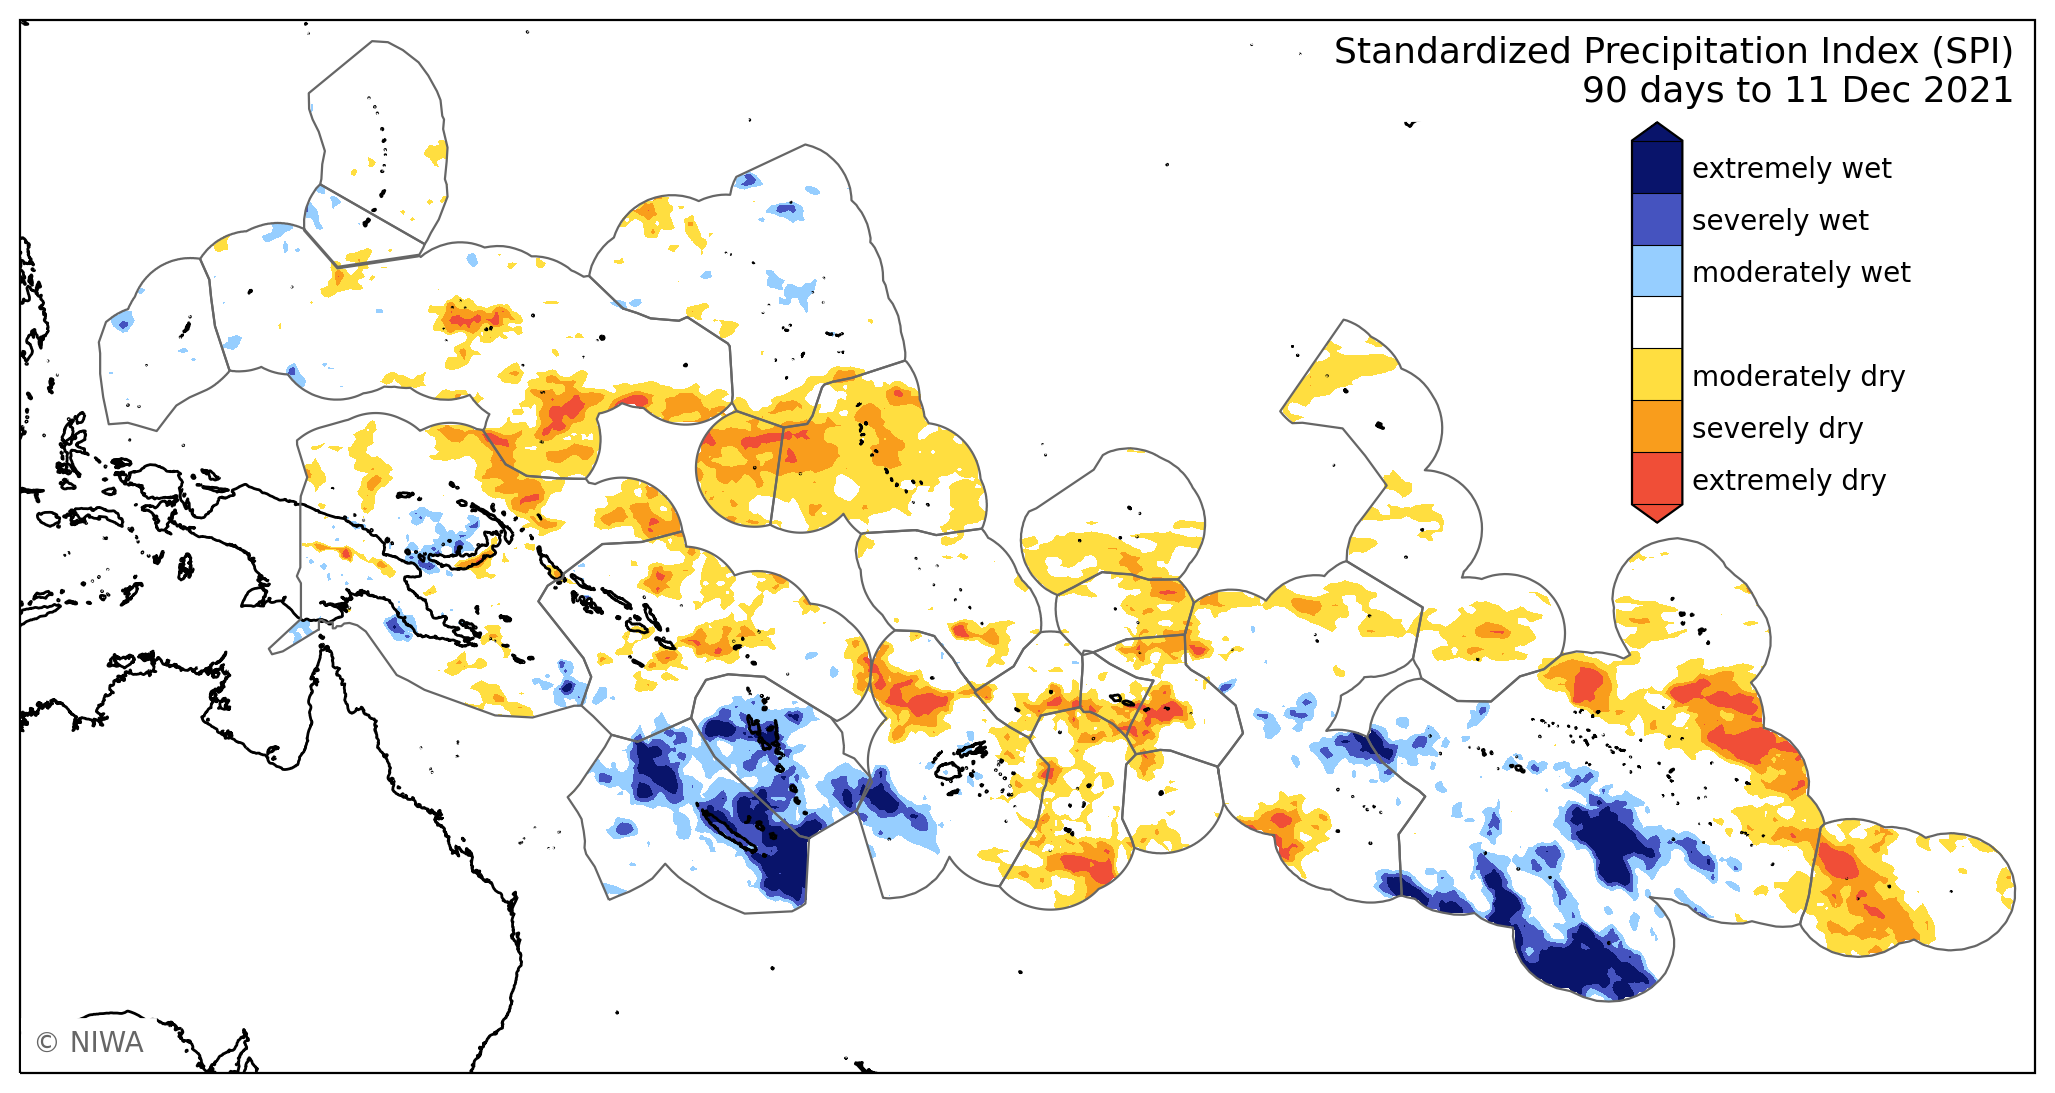 Standardized Precipitation Index (SPI)
90 days to 11 Dec 2021
extremely wet
severely wet
moderately wet
moderately dry
severely dry
extremely dry
© NIWA